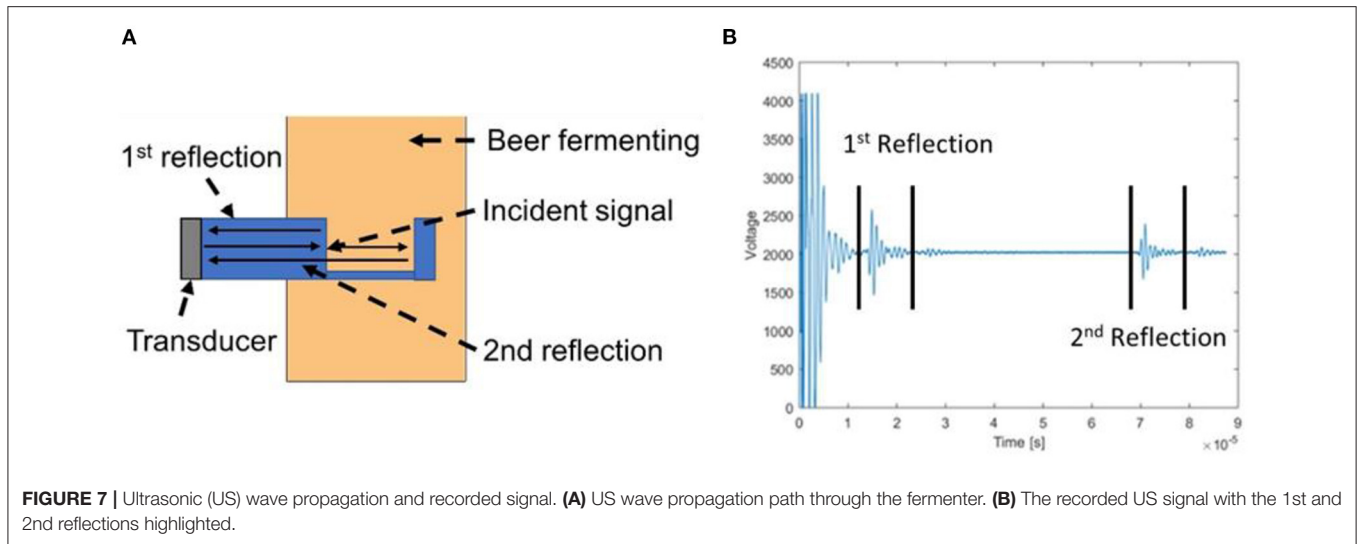 A
1st reflection
Beer fermenting
Incident signal
Transducer
2nd reflection
B
4500
4000
3500
3000
2500
2000
1500
1000
500
0
Voltage
1st Reflection
2nd Reflection
0 1 2 3 4 5 6 7 8 9
Time [s]
×10-5
FIGURE 7 | Ultrasonic (US) wave propagation and recorded signal. (A) US wave propagation path through the fermenter. (B) The recorded US signal with the 1st and
2nd reflections highlighted.